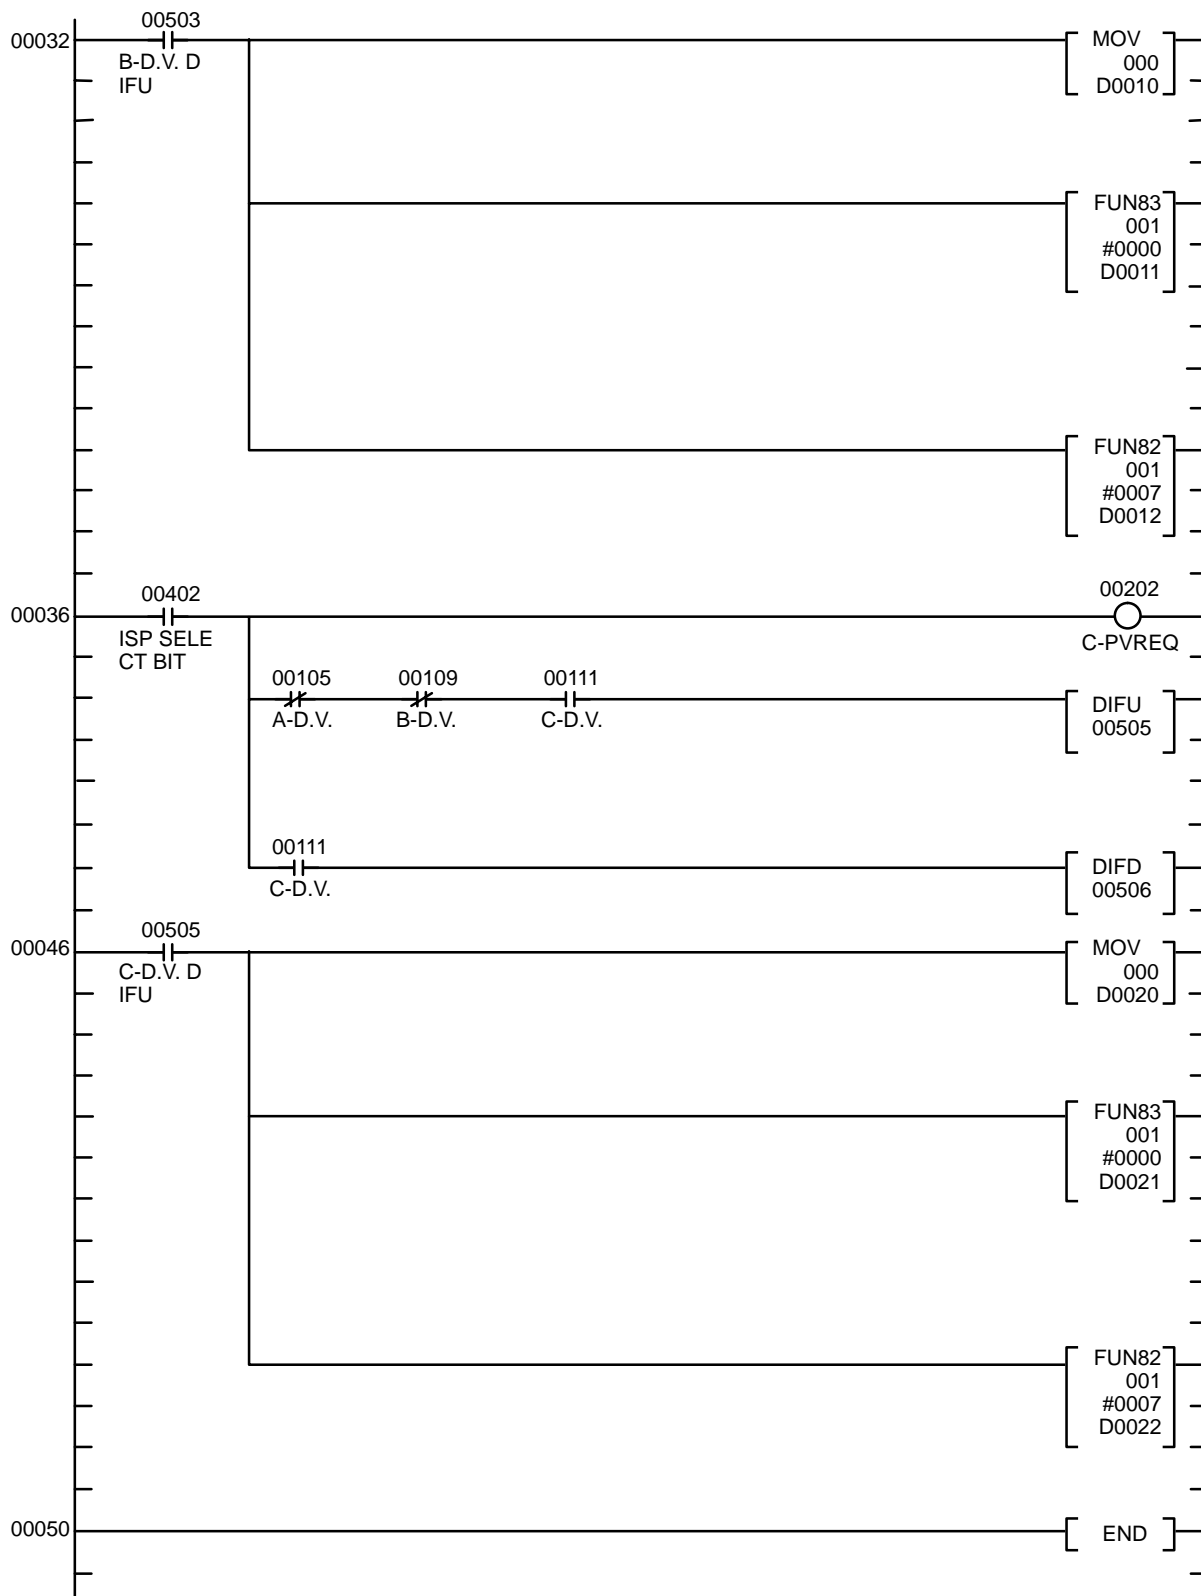 00503
00032
B-D.V. D
IFU
MOV
000
D0010
FUN83
001
#0000
D0011
FUN82
001
#0007
D0012
00402
00202
00036
ISP SELE
CT BIT
C-PVREQ
00105 00109 00111
A-D.V. B-D.V. C-D.V.
DIFU
00505
00111
C-D.V.
DIFD
00506
00505
00046
C-D.V. D
IFU
MOV
000
D0020
FUN83
001
#0000
D0021
FUN82
001
#0007
D0022
00050
END